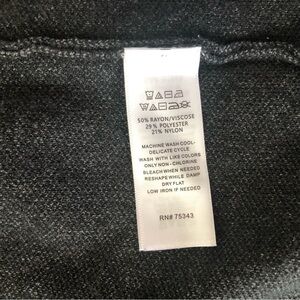 50% RAYON/VISCOSE
29% POLYESTER
21% NYLON
MACHINE WASH COOL-
DELICATE CYCLE
WASH WITH LIKE COLORS
ONLY NON-CHLORINE
BLEACH WHEN NEEDED
RESHAPE WHILE DAMP
DRY FLAT
LOW IRON IF NEEDED
RN# 75343